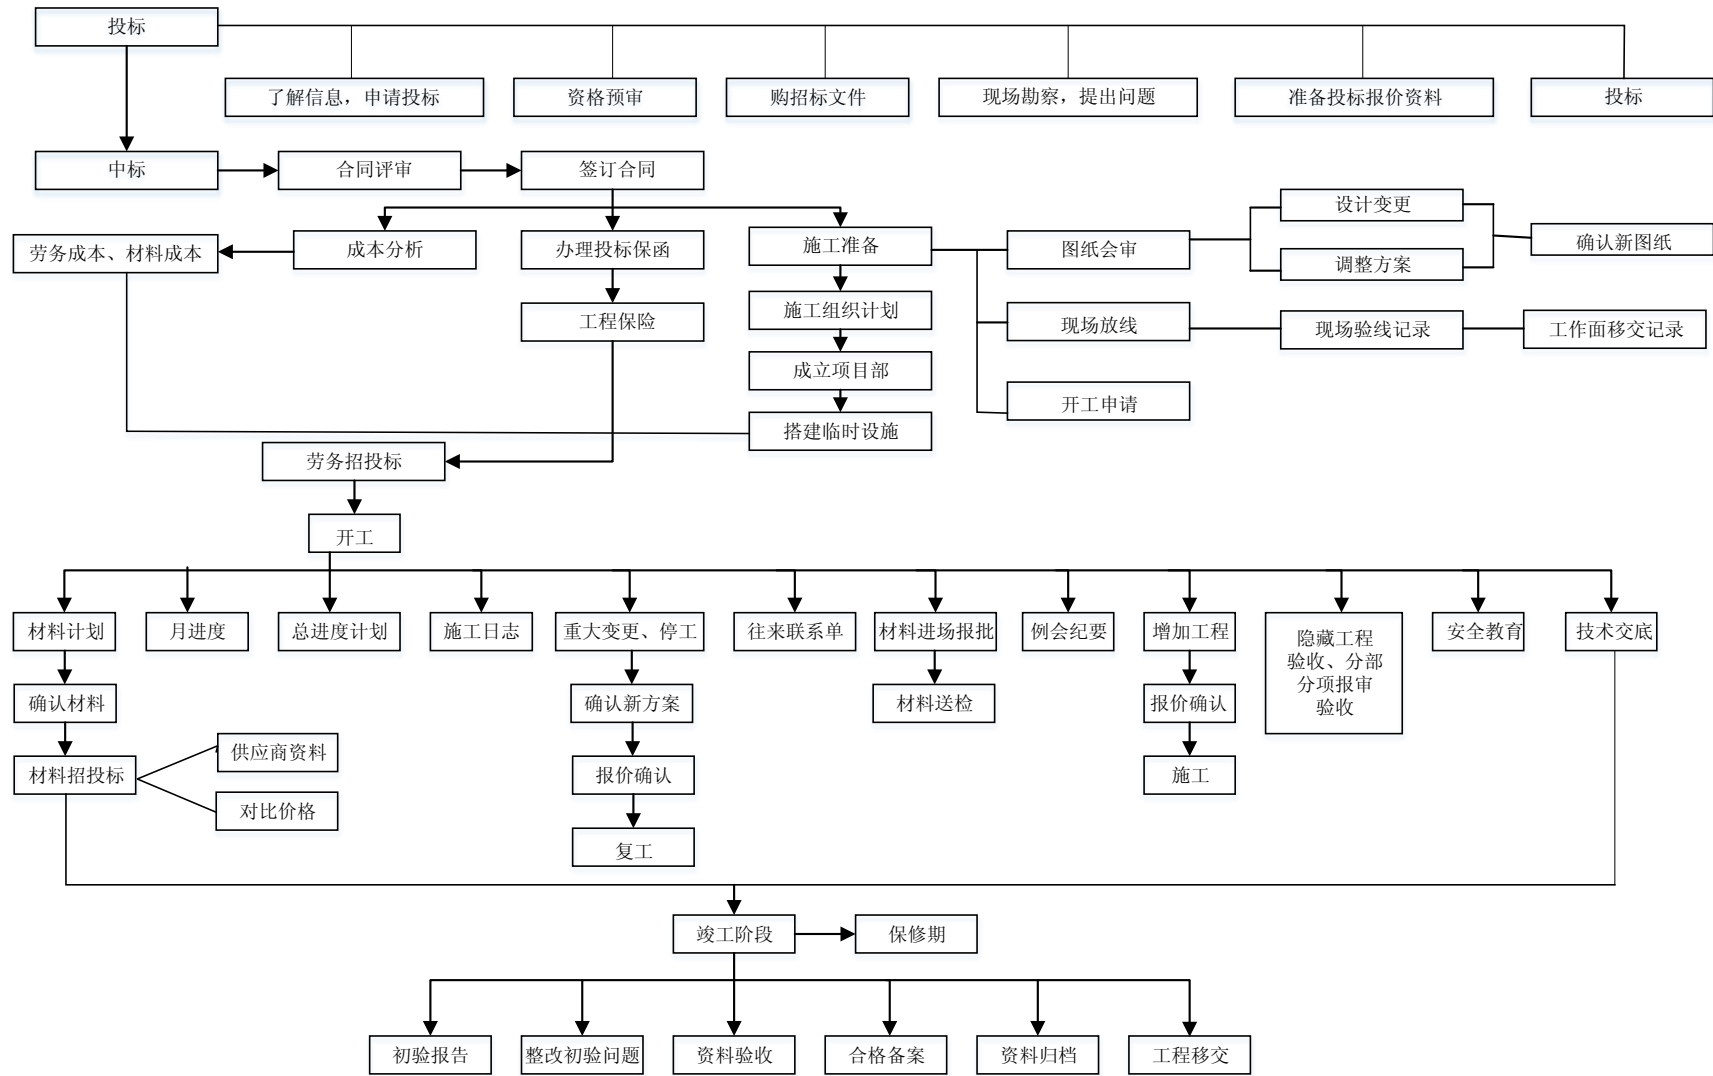 投标
了解信息，申请投标
资格预审
购招标文件
现场勘察，提出问题
准备投标报价资料
投标
中标
合同评审
签订合同
设计变更
劳务成本、材料成本
成本分析
办理投标保函
施工准备
图纸会审
确认新图纸
调整方案
工程保险
施工组织计划
现场放线
现场验线记录
工作面移交记录
成立项目部
开工申请
搭建临时设施
劳务招投标
开工
材料计划
月进度
总进度计划
施工日志
重大变更、停工
往来联系单
材料进场报批
例会纪要
增加工程
隐藏工程
验收、分部
分项报审
验收
安全教育
技术交底
确认材料
确认新方案
材料送检
报价确认
材料招投标
供应商资料
对比价格
报价确认
施工
复工
竣工阶段
保修期
初验报告
整改初验问题
资料验收
合格备案
资料归档
工程移交